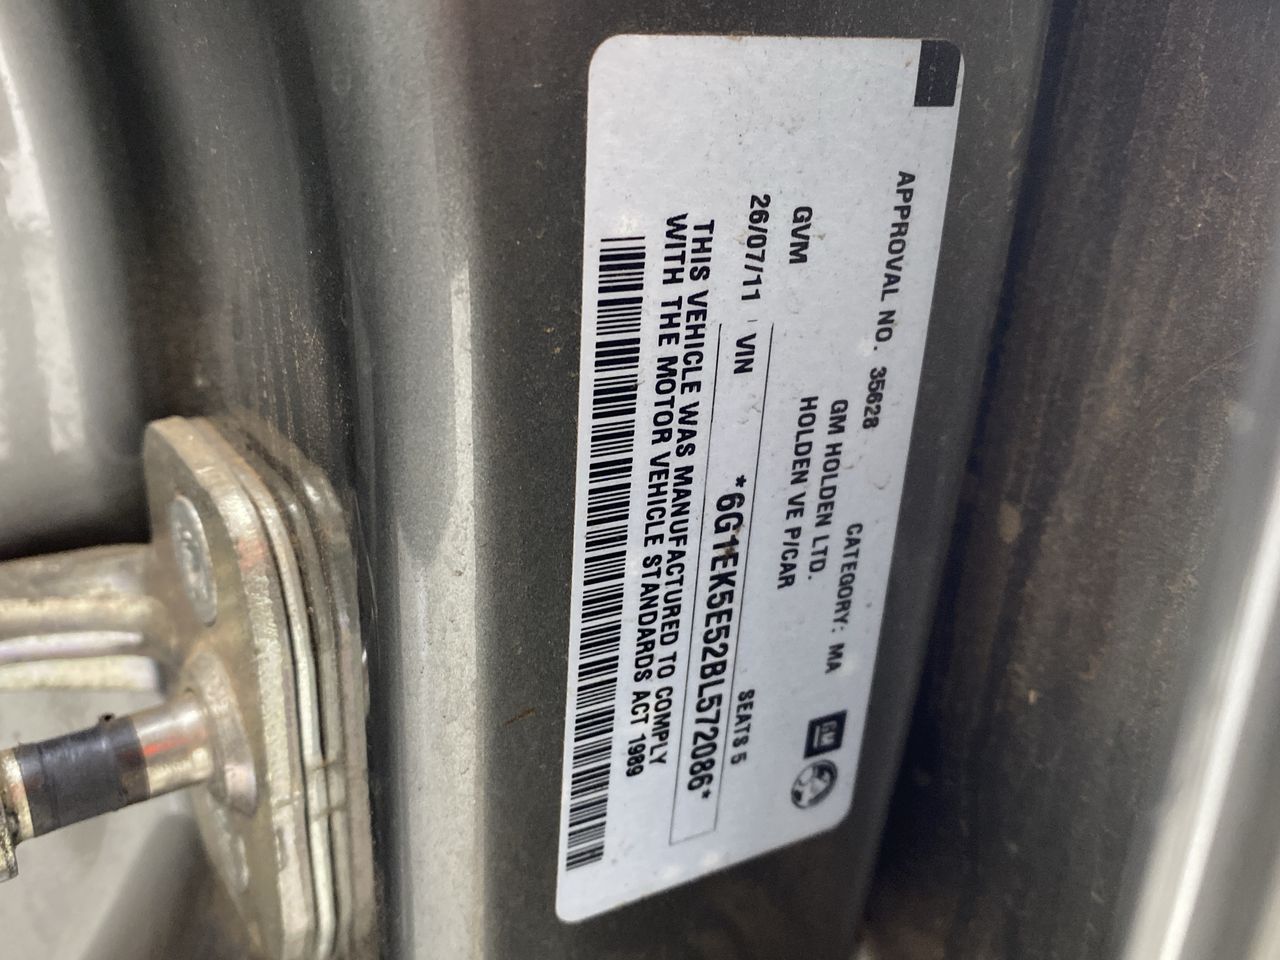 APPROVAL NO. 35628 CATEGORY: MA
GM HOLDEN LTD.
GVM HOLDEN VE P/CAR
GM
SEATS 5
26/07/11 VIN *6G1EK5E52BL572086*
THIS VEHICLE WAS MANUFACTURED TO COMPLY
WITH THE MOTOR VEHICLE STANDARDS ACT 1989